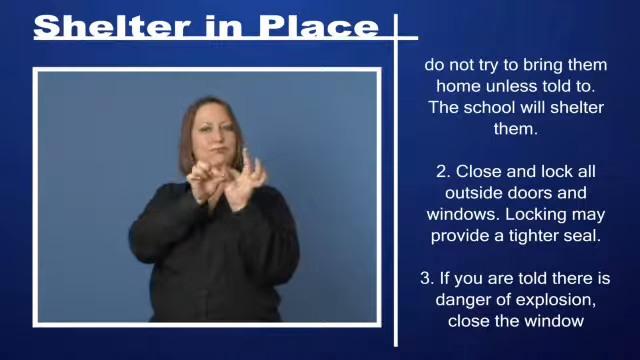 Shelter in Place
do not try to bring them
home unless told to.
The school will shelter
them.
2. Close and lock all
outside doors and
windows. Locking may
provide a tighter seal.
3. If you are told there is
danger of explosion,
close the window